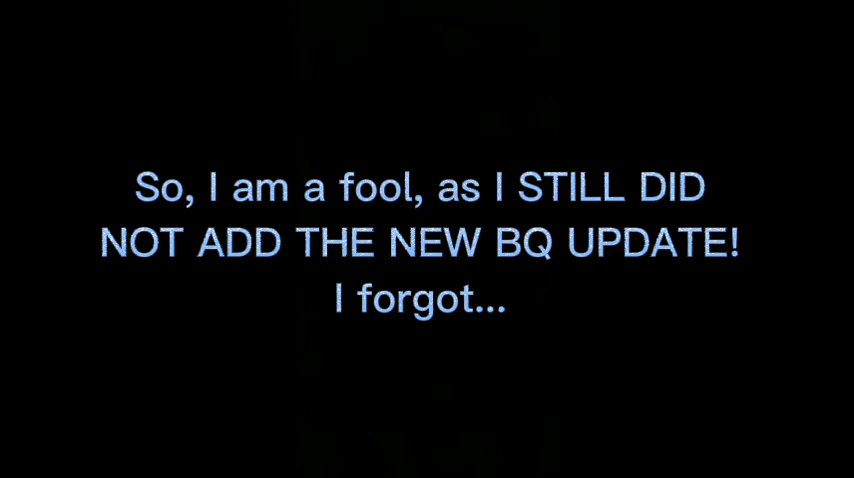 So, I am a fool, as I STILL DID
NOT ADD THE NEW BQ UPDATE!
I forgot...